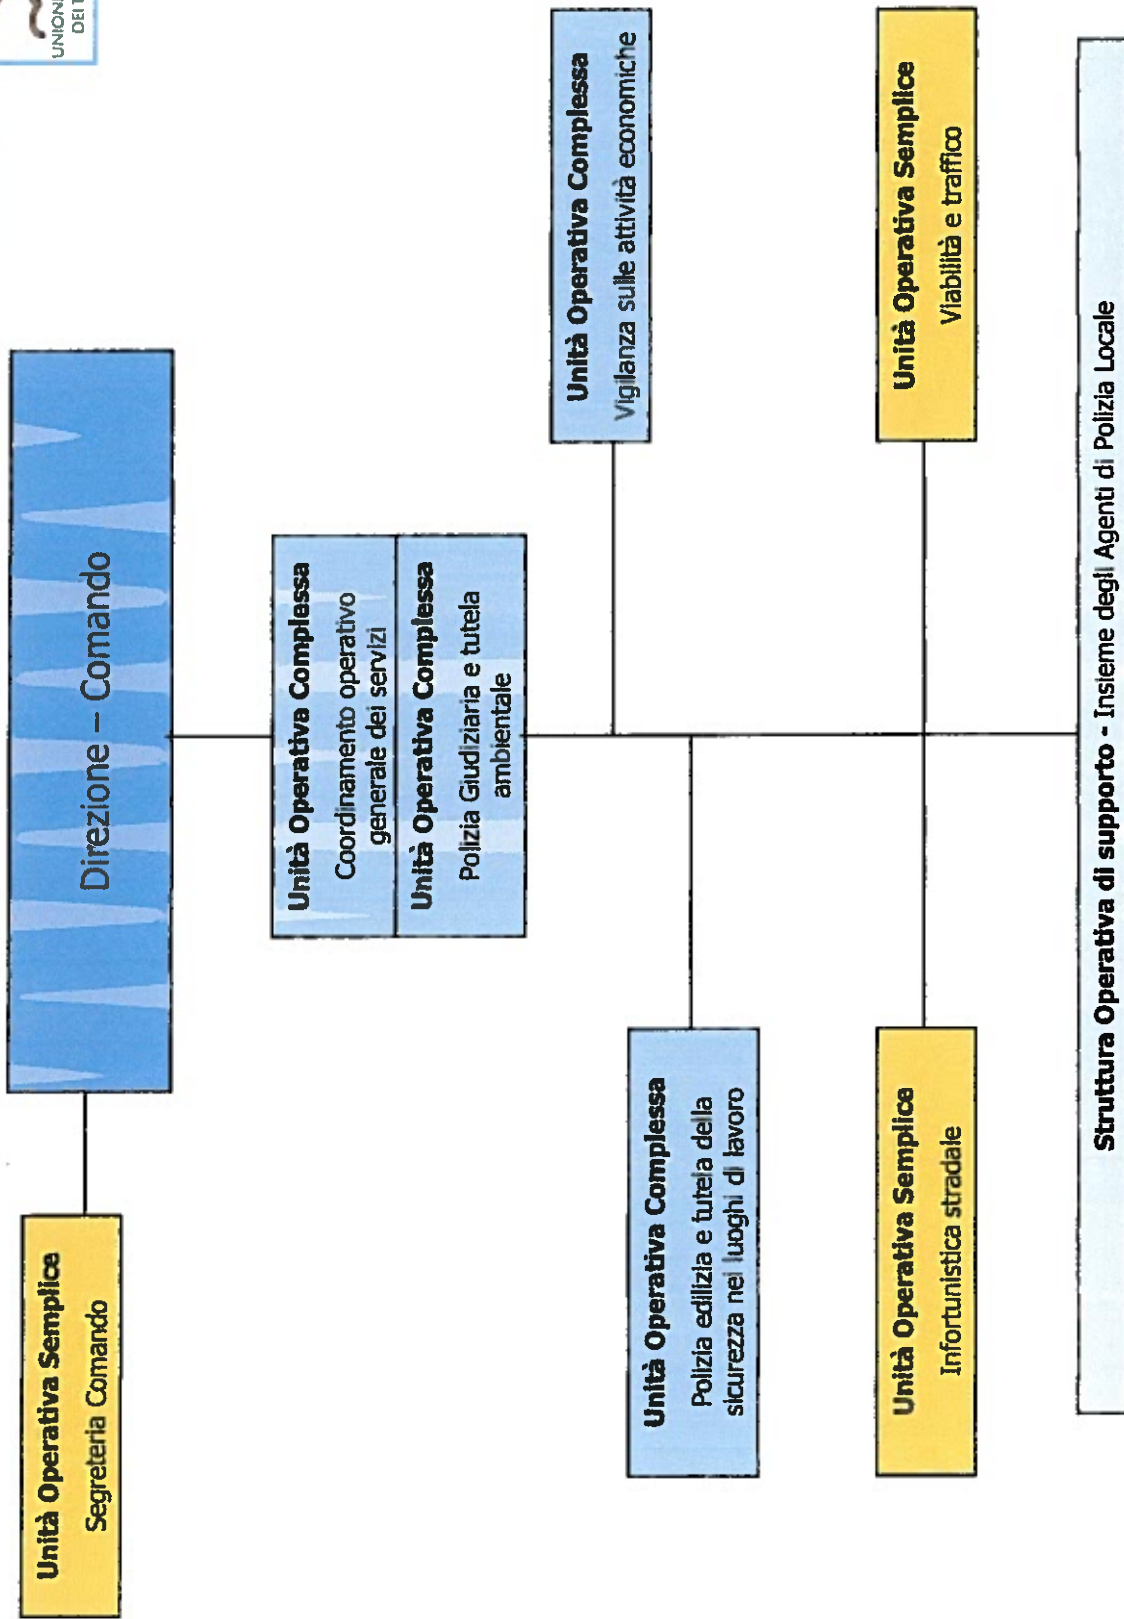 UNION
DEI
Direzione – Comando
Unità Operativa Semplice
Segreteria Comando
Unità Operativa Complessa
Coordinamento operativo
generale dei servizi
Unità Operativa Complessa
Polizia Giudiziaria e tutela
ambientale
Unità Operativa Complessa
Vigilanza sulle attività economiche
Unità Operativa Complessa
Polizia edilizia e tutela della
sicurezza nei luoghi di lavoro
Unità Operativa Semplice
Infortunistica stradale
Unità Operativa Semplice
Viabilità e traffico
Struttura Operativa di supporto - Insieme degli Agenti di Polizia Locale